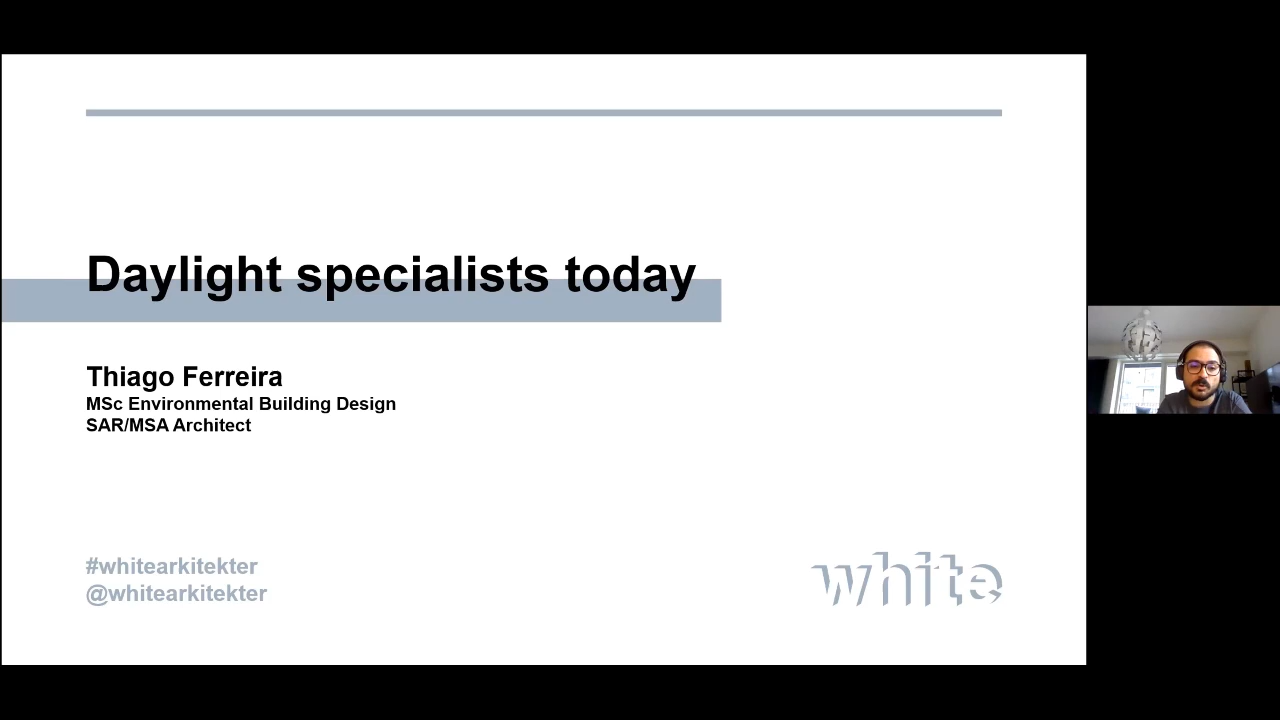 Daylight specialists today
Thiago Ferreira
MSc Environmental Building Design
SAR/MSA Architect
#whitearkitekter
@whitearkitekter
white